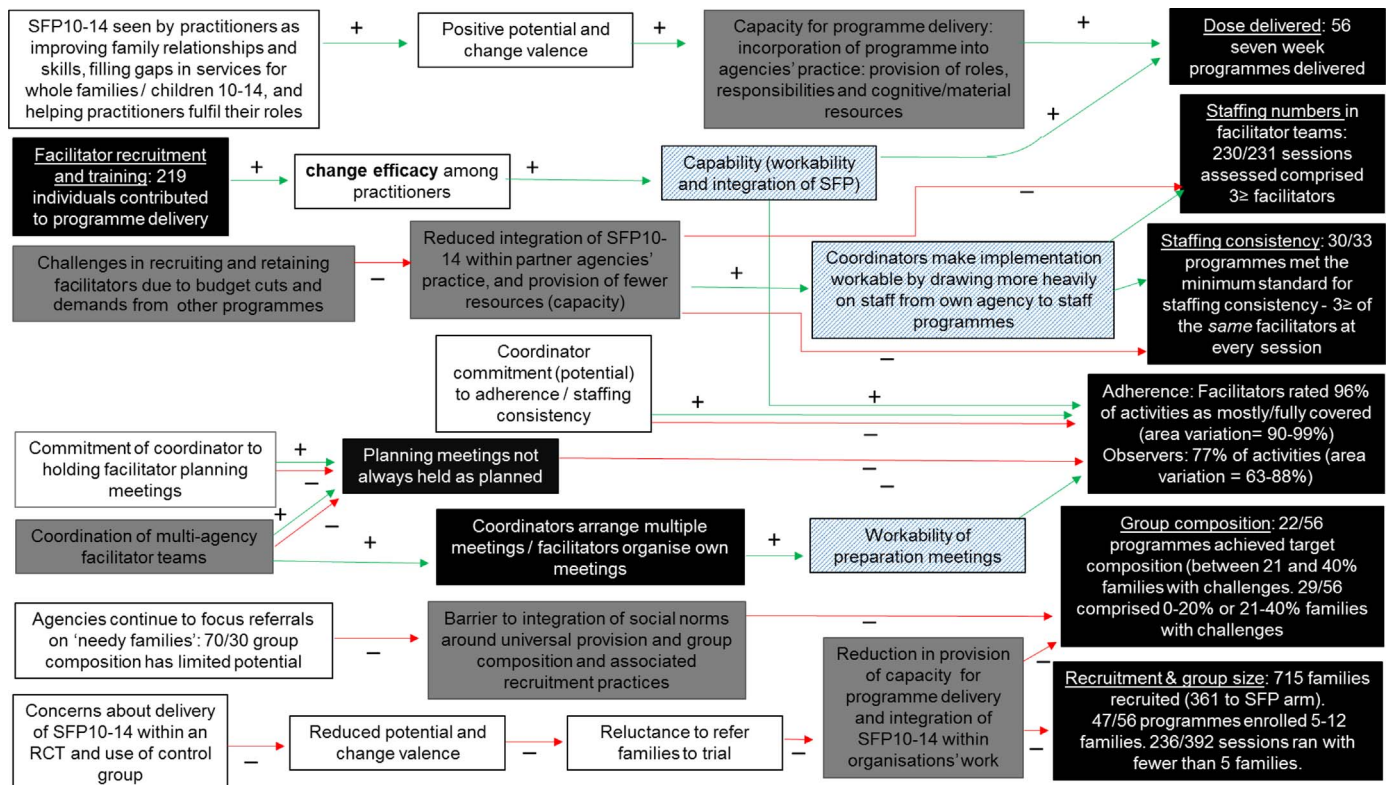 SFP10-14 seen by practitioners as
improving family relationships and
skills, filling gaps in services for
whole families / children 10-14, and
helping practitioners fulfil their roles
+
Positive potential and
change valence
+
Capacity for programme delivery:
incorporation of programme into
agencies' practice: provision of roles,
responsibilities and cognitive/material
resources
+
Dose delivered: 56
seven week
programmes delivered
Facilitator recruitment
and training: 219
individuals contributed
to programme delivery
+
change efficacy among
practitioners
+
Capability (workability
and integration of SFP)
+
Staffing numbers in
facilitator teams:
230/231 sessions
assessed comprised
3≥ facilitators
Challenges in recruiting and retaining
facilitators due to budget cuts and
demands from other programmes
–
Reduced integration of SFP10-
14 within partner agencies'
practice, and provision of fewer
resources (capacity)
–
+
Coordinators make implementation
workable by drawing more heavily
on staff from own agency to staff
programmes
–
Staffing consistency: 30/33
programmes met the
minimum standard for
staffing consistency - 3≥ of
the same facilitators at
every session
Coordinator
commitment (potential)
to adherence / staffing
consistency
+
+
–
Adherence: Facilitators rated 96%
of activities as mostly/fully covered
(area variation= 90-99%)
Observers: 77% of activities (area
variation = 63-88%)
Commitment of coordinator to
holding facilitator planning
meetings
+
–
Planning meetings not
always held as planned
–
–
Coordination of multi-agency
facilitator teams
+
–
+
Coordinators arrange multiple
meetings / facilitators organise own
meetings
+
Workability of
preparation meetings
Group composition: 22/56
programmes achieved target
composition (between 21 and 40%
families with challenges. 29/56
comprised 0-20% or 21-40% families
with challenges
Agencies continue to focus referrals
on 'needy families': 70/30 group
composition has limited potential
–
Barrier to integration of social norms
around universal provision and group
composition and associated
recruitment practices
–
Concerns about delivery
of SFP10-14 within an
RCT and use of control
group
–
Reduced potential
and change valence
–
Reluctance to refer
families to trial
–
Reduction in provision
of capacity for
programme delivery
and integration of
SFP10-14 within
organisations' work
–
–
Recruitment & group size: 715 families
recruited (361 to SFP arm).
47/56 programmes enrolled 5-12
families. 236/392 sessions ran with
fewer than 5 families.